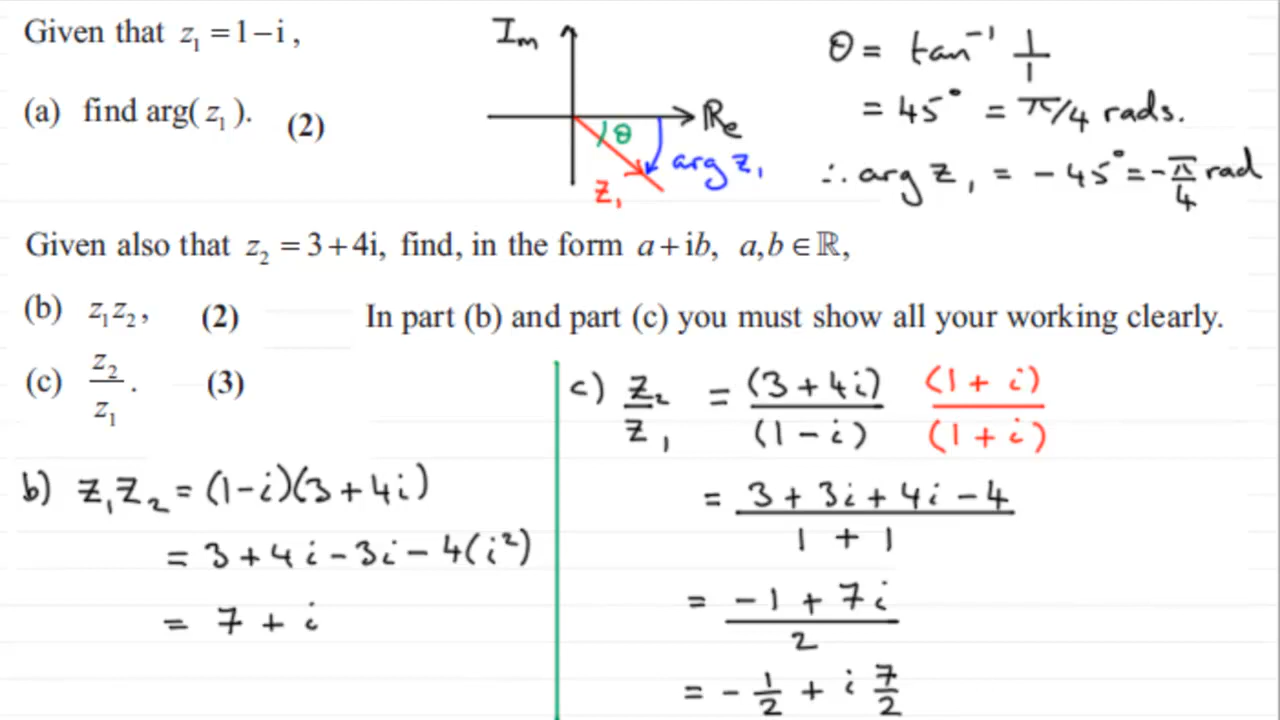 Given that z₁ = 1 – i,
(a) find arg(z₁). (2)
Im
Re
θ
arg z₁
z₁
θ = tan⁻¹ 1/1
= 45° = π/4 rads.
∴ arg z₁ = – 45° = – π/4 rad
Given also that z₂ = 3 + 4i, find, in the form a + ib, a, b ∈ ℝ,
(b) z₁z₂, (2) In part (b) and part (c) you must show all your working clearly.
(c) z₂/z₁. (3)
b) z₁z₂ = (1 – i)(3 + 4i)
= 3 + 4i – 3i – 4(i²)
= 7 + i
c) z₂/z₁ = (3 + 4i)/(1 – i) (1 + i)/(1 + i)
= (3 + 3i + 4i – 4)/(1 + 1)
= (–1 + 7i)/2
= – 1/2 + i 7/2